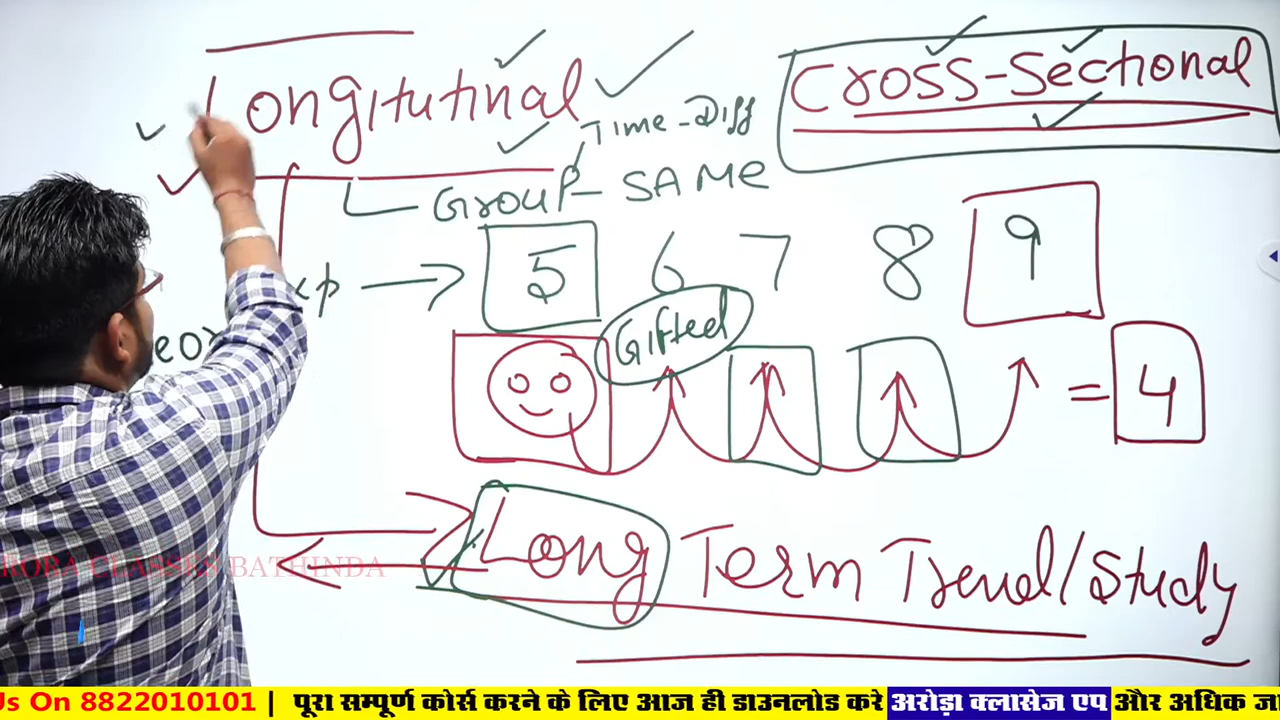 Longitutinal
Cross-Sectional
Time-Diff
Group-SAME
5 6 7 8 9
Gifted
= 4
Long Term Trend/Study
RORA CLASSES BATHINDA
Us On 8822010101 | पूरा सम्पूर्ण कोर्स करने के लिए आज ही डाउनलोड करे अरोड़ा क्लासेज एप और अधिक